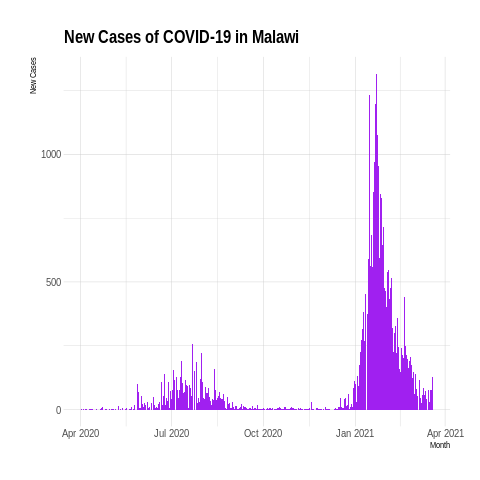 New Cases of COVID-19 in Malawi
New Cases
1000
500
0
Apr 2020 Jul 2020 Oct 2020 Jan 2021 Apr 2021
Month